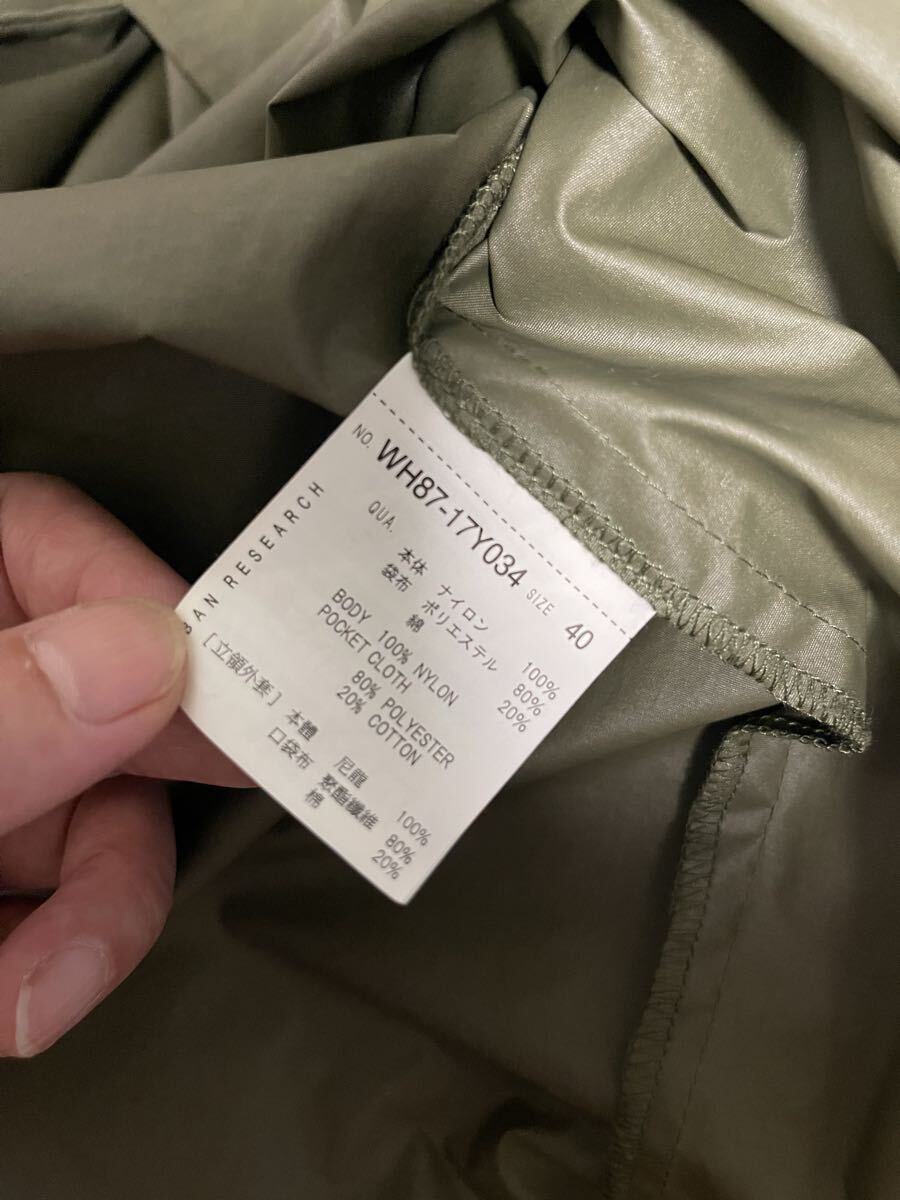 NO. WH87-17Y034 SIZE 40
QUA. 本体 ナイロン 100%
袋布 ポリエステル 80%
綿 20%
BODY 100% NYLON
POCKET CLOTH
80% POLYESTER
20% COTTON
[立領外套] 本體 尼龍 100%
口袋布 聚酯纖維 80%
棉 20%
BAN RESEARCH